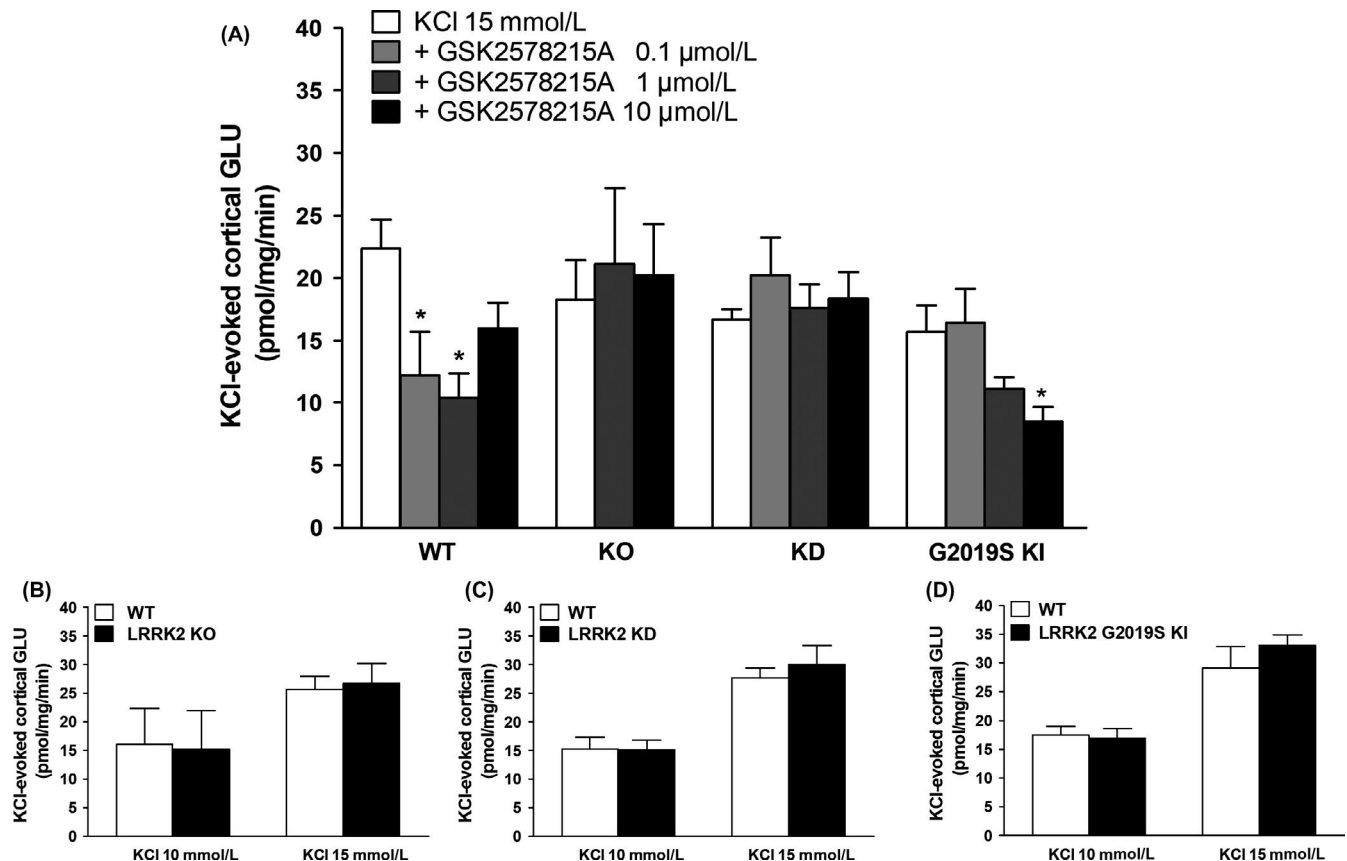 (A)
KCl 15 mmol/L
+ GSK2578215A 0.1 µmol/L
+ GSK2578215A 1 µmol/L
+ GSK2578215A 10 µmol/L
KCl-evoked cortical GLU
(pmol/mg/min)
40
35
30
25
20
15
10
5
0
*
*
*
WT
KO
KD
G2019S KI
(B)
WT
LRRK2 KO
KCl-evoked cortical GLU
(pmol/mg/min)
40
35
30
25
20
15
10
5
0
KCl 10 mmol/L
KCl 15 mmol/L
(C)
WT
LRRK2 KD
KCl-evoked cortical GLU
(pmol/mg/min)
40
35
30
25
20
15
10
5
0
KCl 10 mmol/L
KCl 15 mmol/L
(D)
WT
LRRK2 G2019S KI
KCl-evoked cortical GLU
(pmol/mg/min)
40
35
30
25
20
15
10
5
0
KCl 10 mmol/L
KCl 15 mmol/L